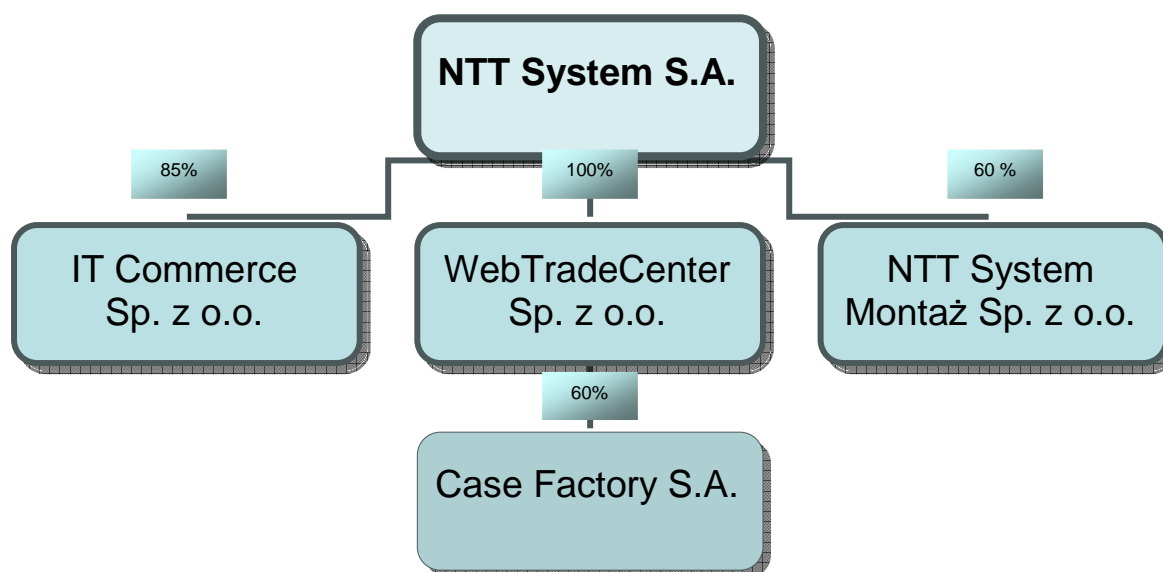 NTT System S.A.
85%
100%
60 %
IT Commerce
Sp. z o.o.
WebTradeCenter
Sp. z o.o.
NTT System
Montaż Sp. z o.o.
60%
Case Factory S.A.